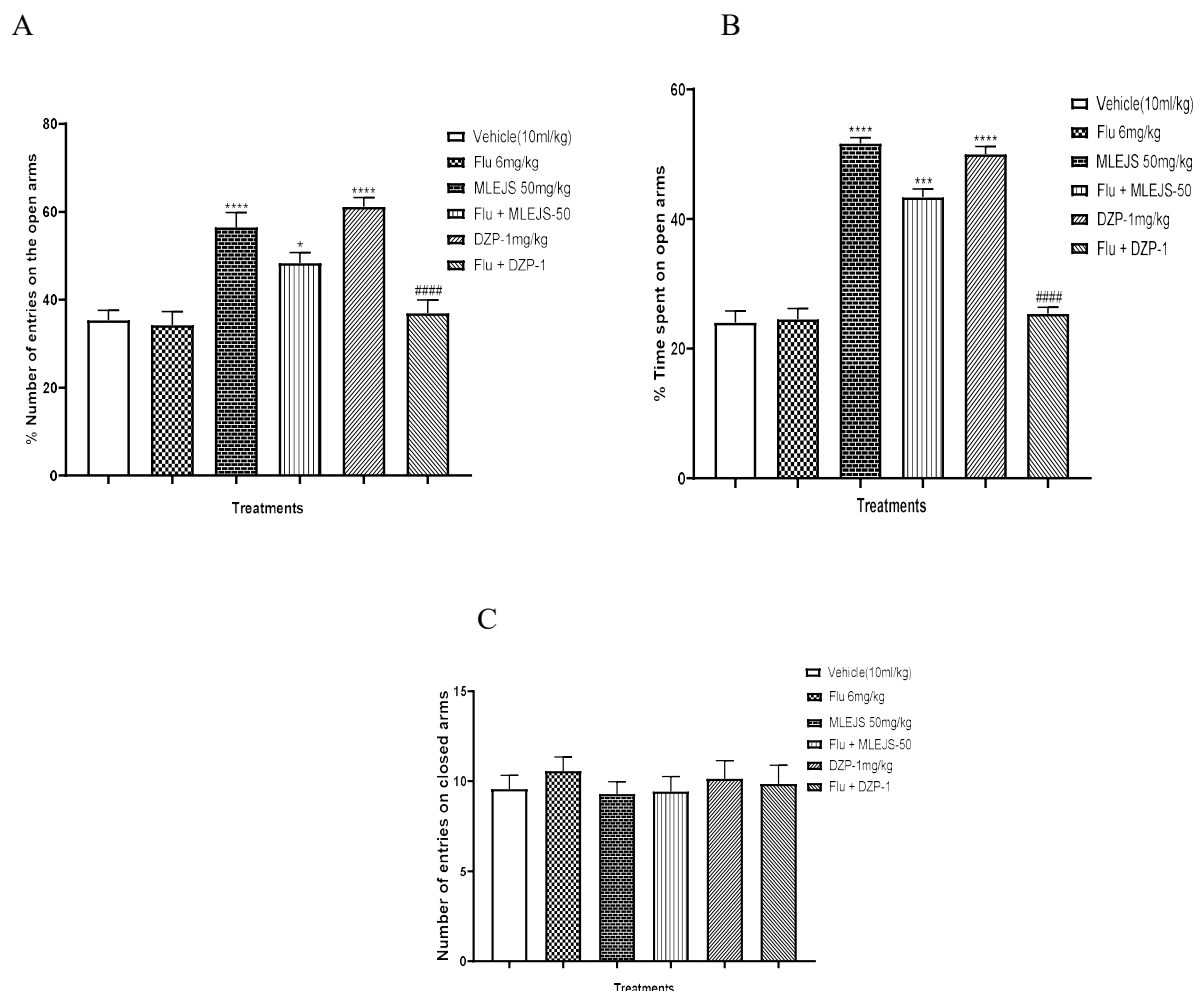 A
% Number of entries on the open arms
80
60
40
20
0
****
*
****
####
Treatments
Vehicle(10ml/kg)
Flu 6mg/kg
MLEJS 50mg/kg
Flu + MLEJS-50
DZP-1mg/kg
Flu + DZP-1
B
% Time spent on open arms
60
40
20
0
****
***
****
####
Treatments
Vehicle(10ml/kg)
Flu 6mg/kg
MLEJS 50mg/kg
Flu + MLEJS-50
DZP-1mg/kg
Flu + DZP-1
C
Number of entries on closed arms
15
10
5
0
Treatments
Vehicle(10ml/kg)
Flu 6mg/kg
MLEJS 50mg/kg
Flu + MLEJS-50
DZP-1mg/kg
Flu + DZP-1